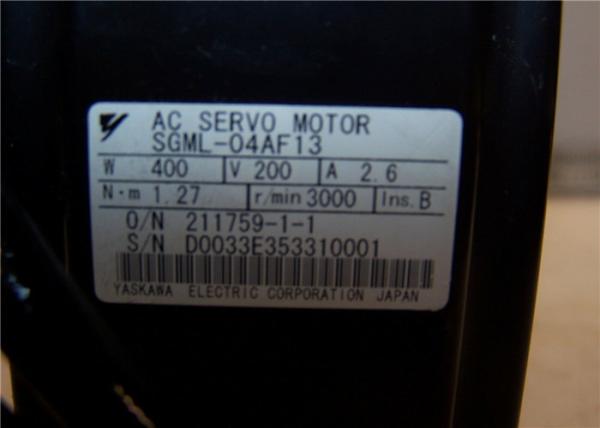 AC SERVO MOTOR
SGML-04AF13
W 400 V 200 A 2.6
N·m 1.27 r/min 3000 Ins. B
O/N 211759-1-1
S/N D0033E353310001
YASKAWA ELECTRIC CORPORATION JAPAN